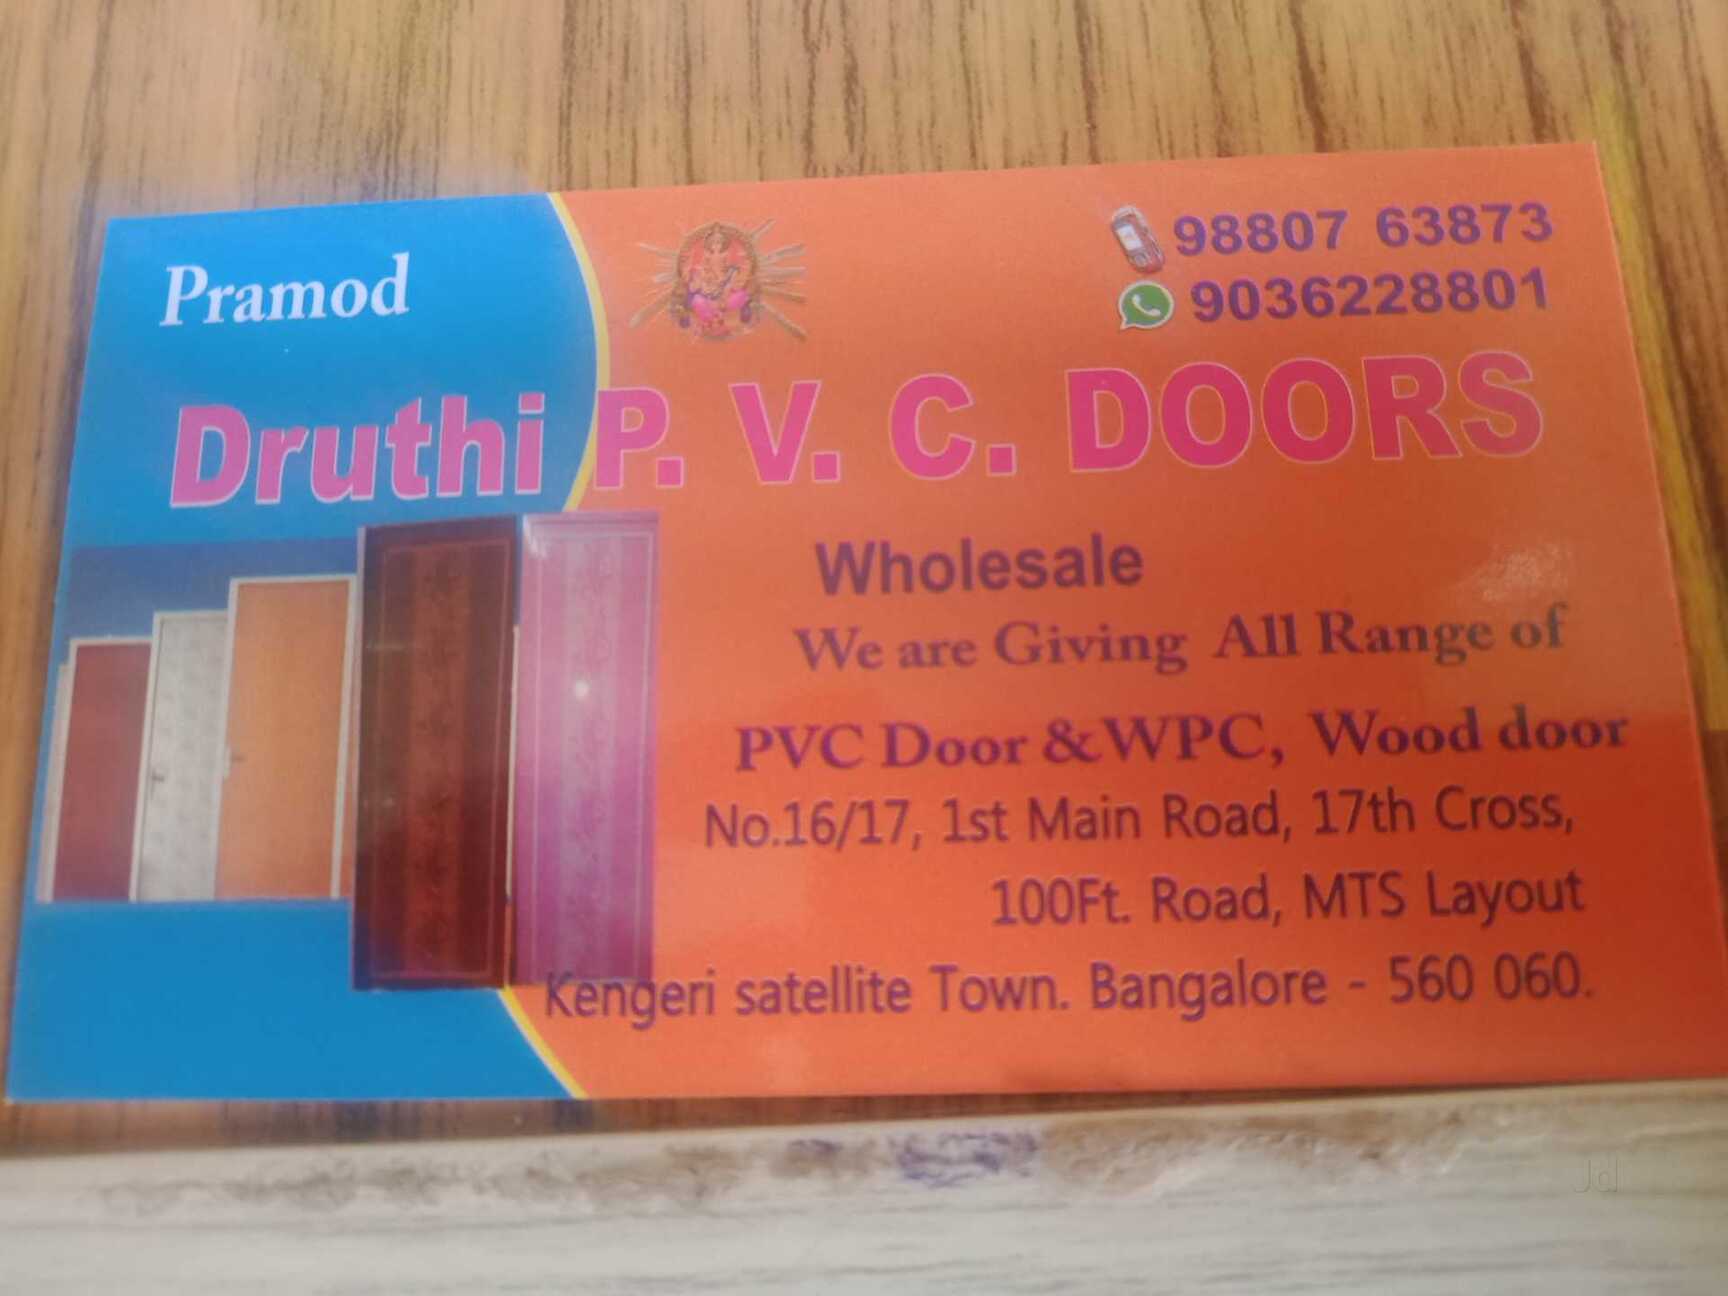 Pramod
98807 63873
9036228801
Druthi P. V. C. DOORS
Wholesale
We are Giving All Range of
PVC Door & WPC, Wood door
No.16/17, 1st Main Road, 17th Cross,
100Ft. Road, MTS Layout
Kengeri satellite Town. Bangalore - 560 060.
Jd